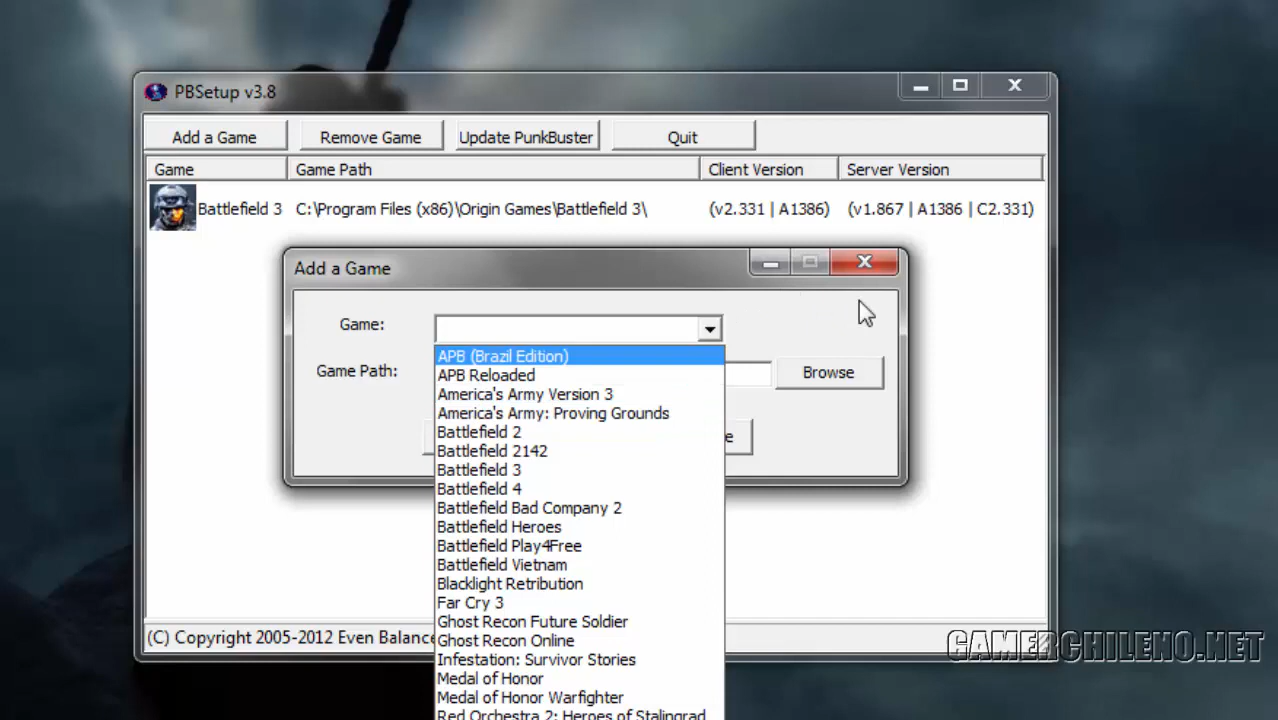 PBSetup v3.8
Add a Game Remove Game Update PunkBuster Quit
Game Game Path Client Version Server Version
Battlefield 3 C:\Program Files (x86)\Origin Games\Battlefield 3\ (v2.331 | A1386) (v1.867 | A1386 | C2.331)
Add a Game
Game:
Game Path: Browse
APB (Brazil Edition)
APB Reloaded
America's Army Version 3
America's Army: Proving Grounds
Battlefield 2
Battlefield 2142
Battlefield 3
Battlefield 4
Battlefield Bad Company 2
Battlefield Heroes
Battlefield Play4Free
Battlefield Vietnam
Blacklight Retribution
Far Cry 3
Ghost Recon Future Soldier
Ghost Recon Online
Infestation: Survivor Stories
Medal of Honor
Medal of Honor Warfighter
Red Orchestra 2: Heroes of Stalingrad
(C) Copyright 2005-2012 Even Balance
GAMERCHILENO.NET